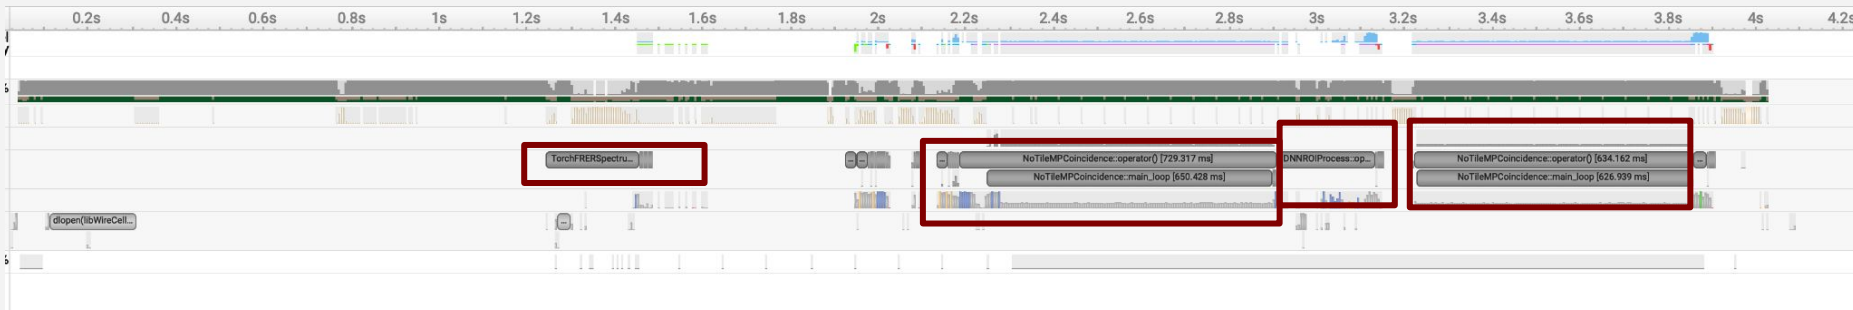 0.2s 0.4s 0.6s 0.8s 1s 1.2s 1.4s 1.6s 1.8s 2s 2.2s 2.4s 2.6s 2.8s 3s 3.2s 3.4s 3.6s 3.8s 4s 4.2s
TorchFRERSpectru... ... ... ... NoTileMPCoincidence::operator() [729.317 ms] DNNROIProcess::op... NoTileMPCoincidence::operator() [634.162 ms] ...
NoTileMPCoincidence::main_loop [650.428 ms] NoTileMPCoincidence::main_loop [626.939 ms]
dlopen(libWireCell... ...